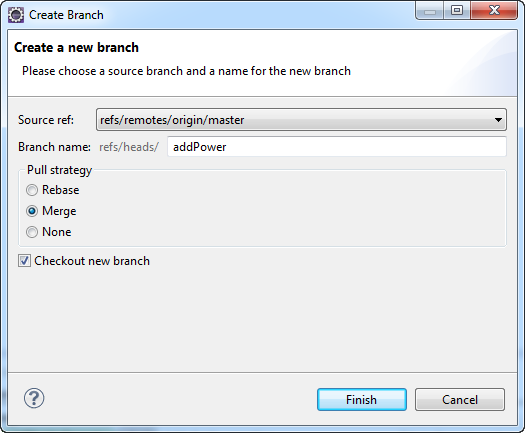 Create Branch
Create a new branch
Please choose a source branch and a name for the new branch
Source ref: refs/remotes/origin/master
Branch name: refs/heads/ addPower
Pull strategy
Rebase
Merge
None
Checkout new branch
? Finish Cancel